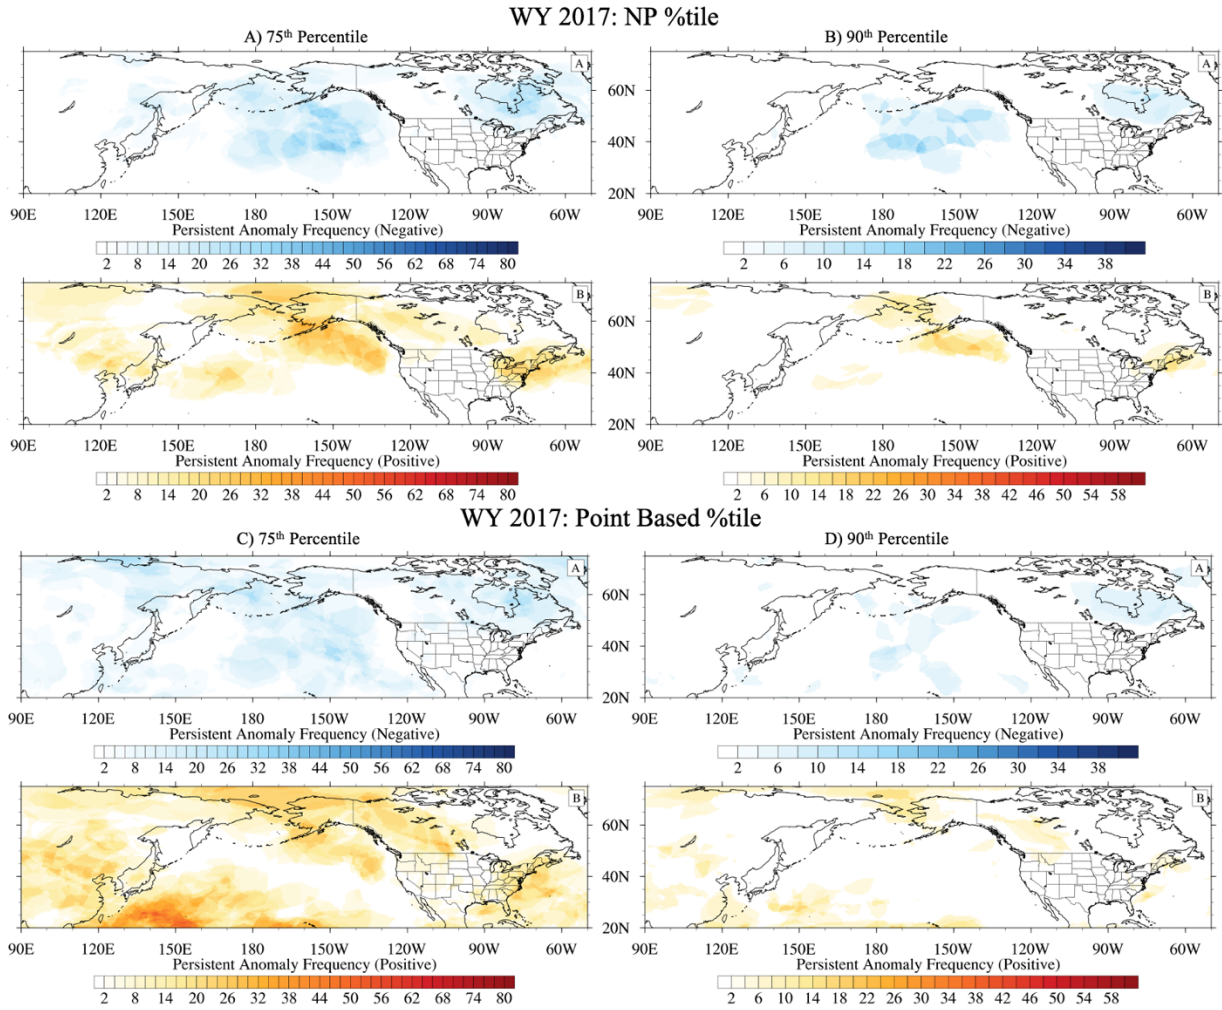 WY 2017: NP %tile
A) 75th Percentile
B) 90th Percentile
A
A
60N
40N
20N
60N
40N
20N
90E 120E 150E 180 150W 120W 90W 60W
90E 120E 150E 180 150W 120W 90W 60W
Persistent Anomaly Frequency (Negative)
Persistent Anomaly Frequency (Negative)
2 8 14 20 26 32 38 44 50 56 62 68 74 80
2 6 10 14 18 22 26 30 34 38
B
B
60N
40N
20N
60N
40N
20N
90E 120E 150E 180 150W 120W 90W 60W
90E 120E 150E 180 150W 120W 90W 60W
Persistent Anomaly Frequency (Positive)
Persistent Anomaly Frequency (Positive)
2 8 14 20 26 32 38 44 50 56 62 68 74 80
2 6 10 14 18 22 26 30 34 38 42 46 50 54 58
WY 2017: Point Based %tile
C) 75th Percentile
D) 90th Percentile
A
A
60N
40N
20N
60N
40N
20N
90E 120E 150E 180 150W 120W 90W 60W
90E 120E 150E 180 150W 120W 90W 60W
Persistent Anomaly Frequency (Negative)
Persistent Anomaly Frequency (Negative)
2 8 14 20 26 32 38 44 50 56 62 68 74 80
2 6 10 14 18 22 26 30 34 38
B
B
60N
40N
20N
60N
40N
20N
90E 120E 150E 180 150W 120W 90W 60W
90E 120E 150E 180 150W 120W 90W 60W
Persistent Anomaly Frequency (Positive)
Persistent Anomaly Frequency (Positive)
2 8 14 20 26 32 38 44 50 56 62 68 74 80
2 6 10 14 18 22 26 30 34 38 42 46 50 54 58